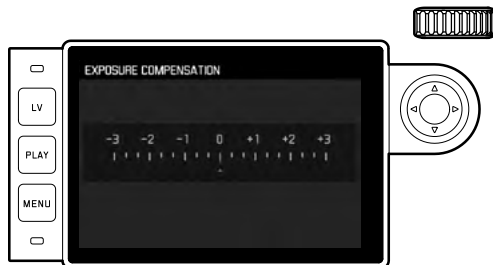 EXPOSURE COMPENSATION
LV
-3 -2 -1 0 +1 +2 +3
PLAY
MENU